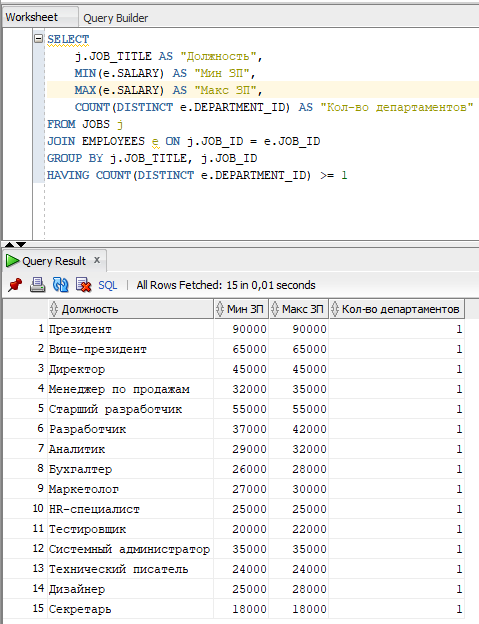 Worksheet Query Builder
SELECT
j.JOB_TITLE AS "Должность",
MIN(e.SALARY) AS "Мин ЗП",
MAX(e.SALARY) AS "Макс ЗП",
COUNT(DISTINCT e.DEPARTMENT_ID) AS "Кол-во департаментов"
FROM JOBS j
JOIN EMPLOYEES e ON j.JOB_ID = e.JOB_ID
GROUP BY j.JOB_TITLE, j.JOB_ID
HAVING COUNT(DISTINCT e.DEPARTMENT_ID) >= 1
Query Result x
SQL | All Rows Fetched: 15 in 0,01 seconds
Должность Мин ЗП Макс ЗП Кол-во департаментов
1 Президент 90000 90000 1
2 Вице-президент 65000 65000 1
3 Директор 45000 45000 1
4 Менеджер по продажам 32000 35000 1
5 Старший разработчик 55000 55000 1
6 Разработчик 37000 42000 1
7 Аналитик 29000 32000 1
8 Бухгалтер 26000 28000 1
9 Маркетолог 27000 30000 1
10 HR-специалист 25000 25000 1
11 Тестировщик 20000 22000 1
12 Системный администратор 35000 35000 1
13 Технический писатель 24000 24000 1
14 Дизайнер 25000 28000 1
15 Секретарь 18000 18000 1